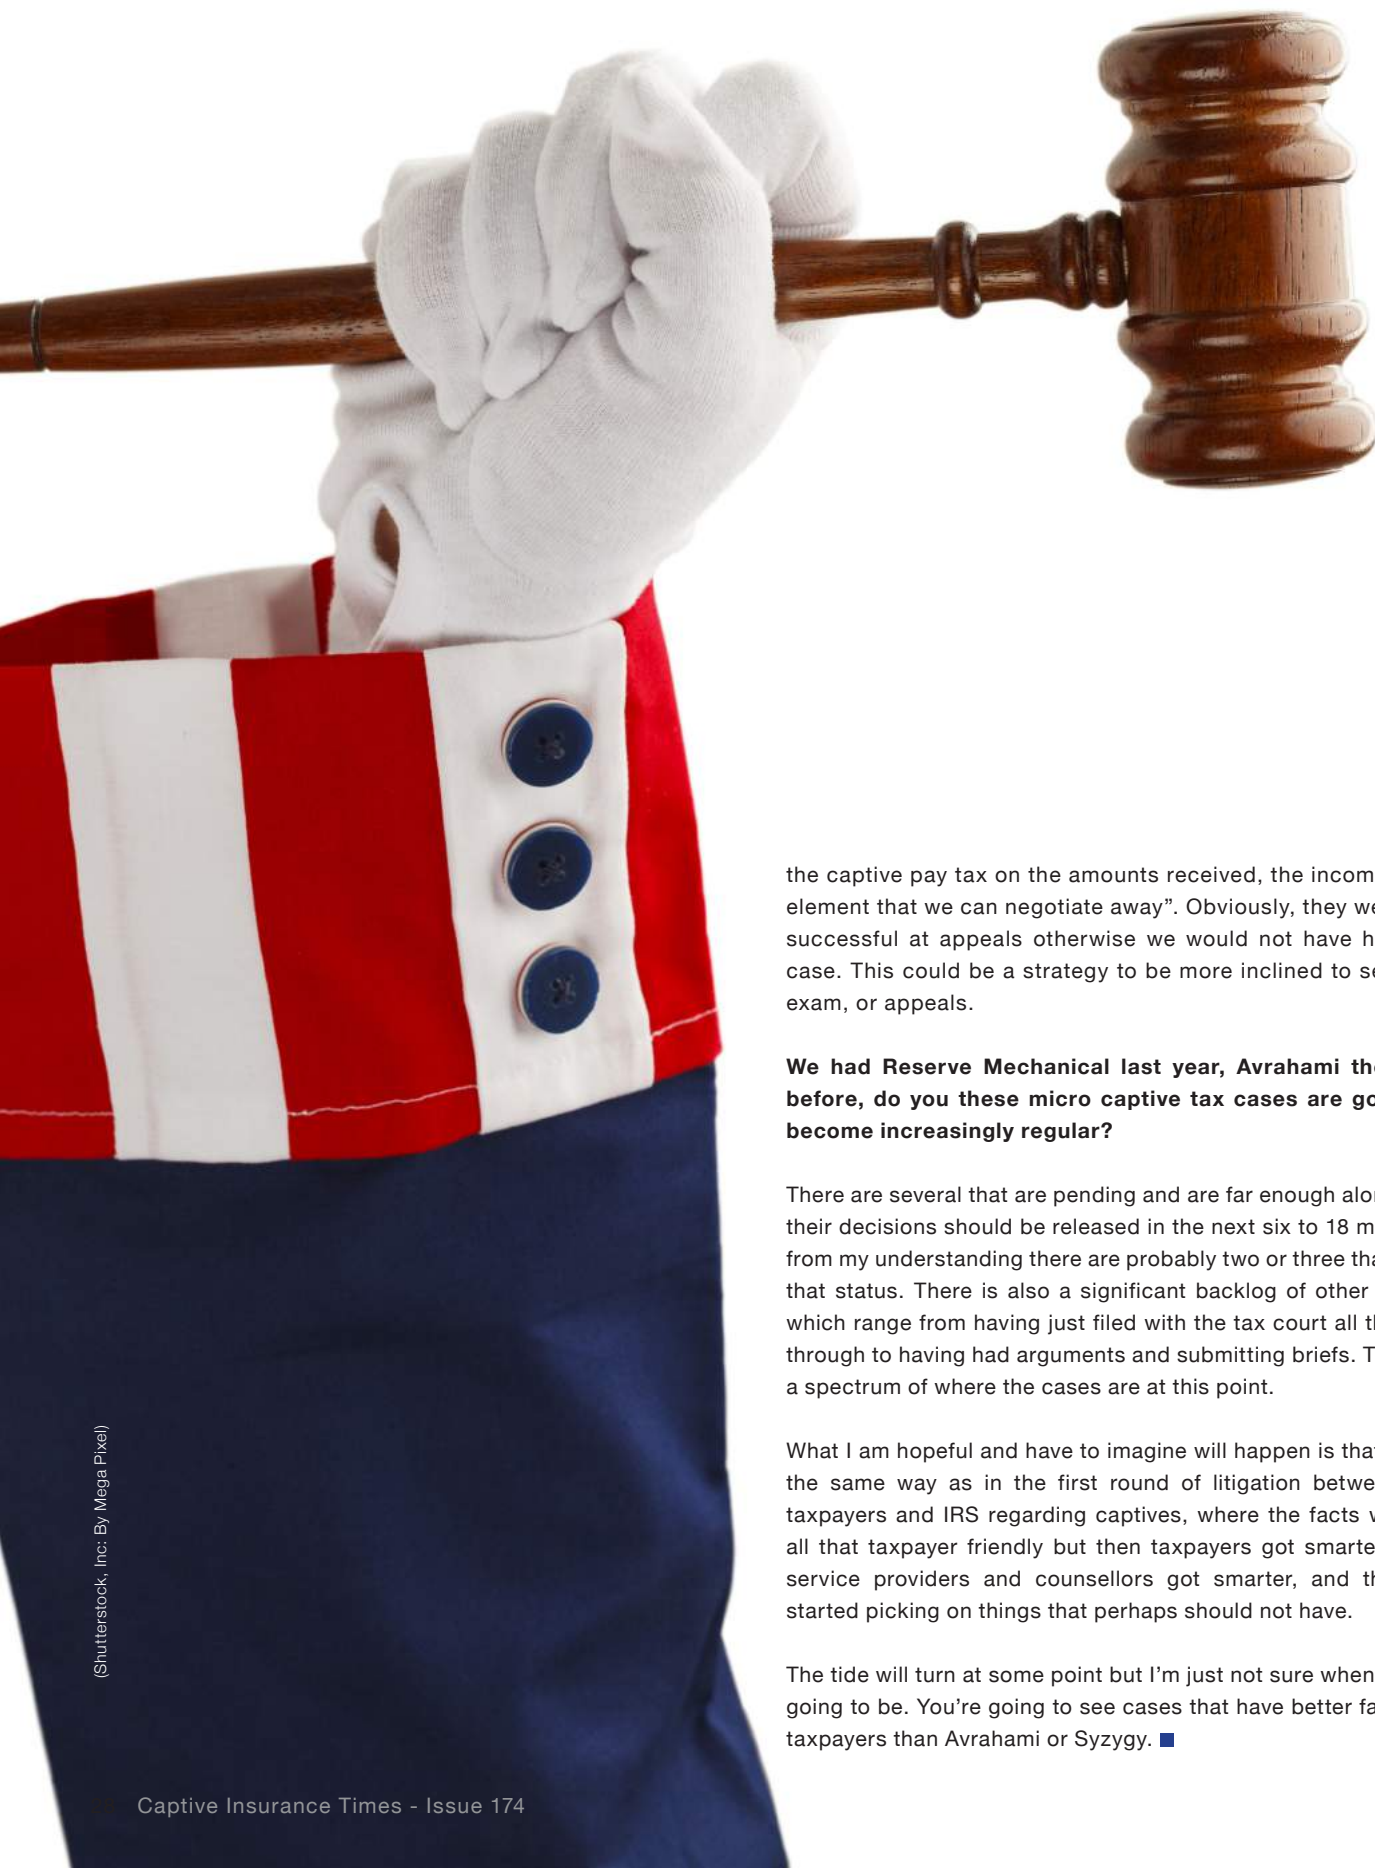 the captive pay tax on the amounts received, the incom
element that we can negotiate away”. Obviously, they we
successful at appeals otherwise we would not have h
case. This could be a strategy to be more inclined to se
exam, or appeals.
We had Reserve Mechanical last year, Avrahami the
before, do you these micro captive tax cases are go
become increasingly regular?
There are several that are pending and are far enough alon
their decisions should be released in the next six to 18 m
from my understanding there are probably two or three tha
that status. There is also a significant backlog of other
which range from having just filed with the tax court all th
through to having had arguments and submitting briefs. T
a spectrum of where the cases are at this point.
What I am hopeful and have to imagine will happen is that
the same way as in the first round of litigation betwe
taxpayers and IRS regarding captives, where the facts w
all that taxpayer friendly but then taxpayers got smarte
service providers and counsellors got smarter, and th
started picking on things that perhaps should not have.
The tide will turn at some point but I’m just not sure when
going to be. You’re going to see cases that have better fa
taxpayers than Avrahami or Syzygy.
(Shutterstock, Inc: By Mega Pixel)
Captive Insurance Times - Issue 174